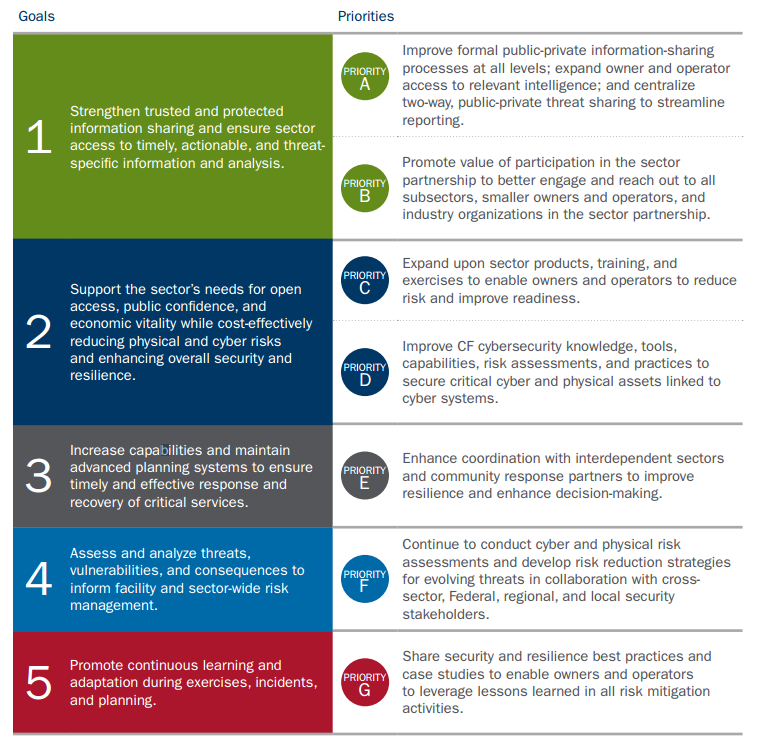 Goals
Priorities
1
Strengthen trusted and protected
information sharing and ensure sector
access to timely, actionable, and threat-
specific information and analysis.
PRIORITY
A
Improve formal public-private information-sharing
processes at all levels; expand owner and operator
access to relevant intelligence; and centralize
two-way, public-private threat sharing to streamline
reporting.
PRIORITY
B
Promote value of participation in the sector
partnership to better engage and reach out to all
subsectors, smaller owners and operators, and
industry organizations in the sector partnership.
2
Support the sector's needs for open
access, public confidence, and
economic vitality while cost-effectively
reducing physical and cyber risks
and enhancing overall security and
resilience.
PRIORITY
C
Expand upon sector products, training, and
exercises to enable owners and operators to reduce
risk and improve readiness.
PRIORITY
D
Improve CF cybersecurity knowledge, tools,
capabilities, risk assessments, and practices to
secure critical cyber and physical assets linked to
cyber systems.
3
Increase capabilities and maintain
advanced planning systems to ensure
timely and effective response and
recovery of critical services.
PRIORITY
E
Enhance coordination with interdependent sectors
and community response partners to improve
resilience and enhance decision-making.
4
Assess and analyze threats,
vulnerabilities, and consequences to
inform facility and sector-wide risk
management.
PRIORITY
F
Continue to conduct cyber and physical risk
assessments and develop risk reduction strategies
for evolving threats in collaboration with cross-
sector, Federal, regional, and local security
stakeholders.
5
Promote continuous learning and
adaptation during exercises, incidents,
and planning.
PRIORITY
G
Share security and resilience best practices and
case studies to enable owners and operators
to leverage lessons learned in all risk mitigation
activities.